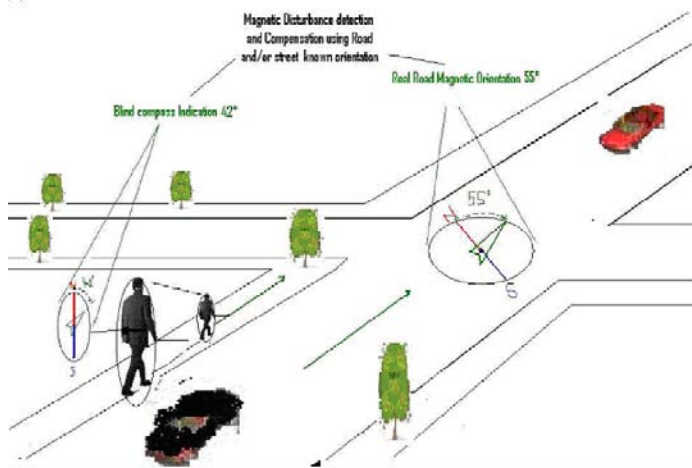 Magnetic Disturbance detection
and Compensation using Road
and/or street known orientation
Real Road Magnetic Orientation 55°
Blind compass Indication 42°
55°
S
S